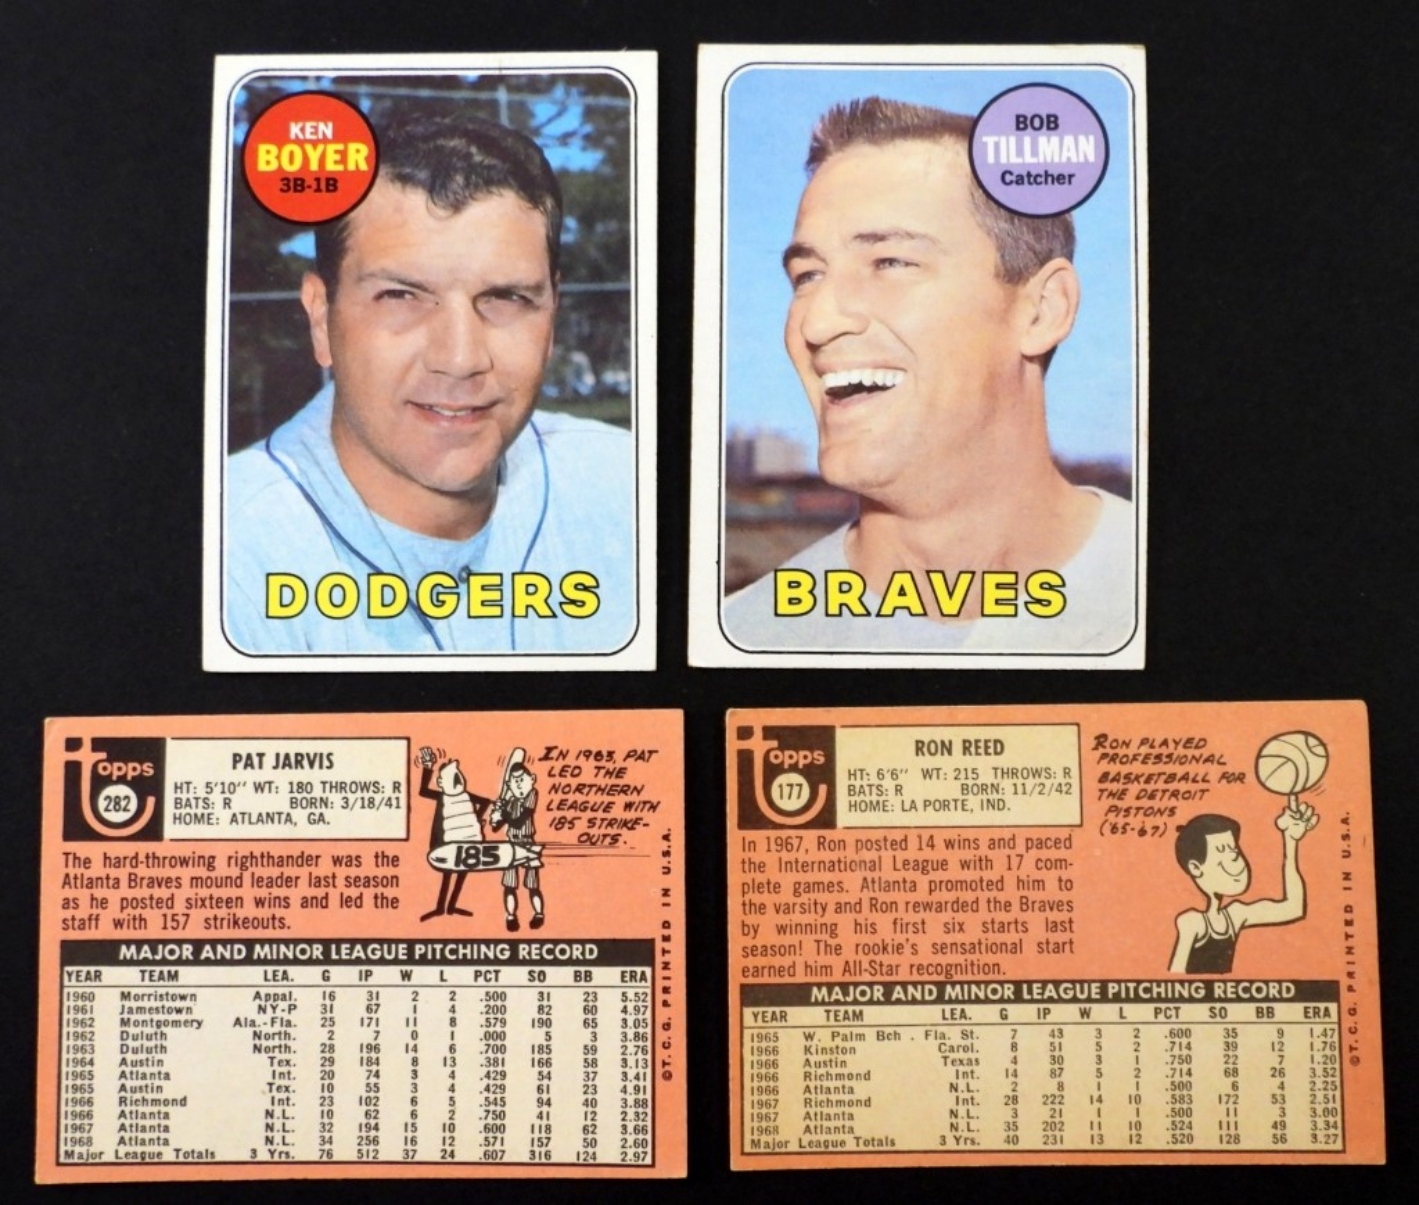 KEN
BOYER
3B-1B
DODGERS
BOB
TILLMAN
Catcher
BRAVES
Topps
282
PAT JARVIS
HT: 5'10" WT: 180 THROWS: R
BATS: R BORN: 3/18/41
HOME: ATLANTA, GA.
IN 1963, PAT
LED THE
NORTHERN
LEAGUE WITH
185 STRIKE-
OUTS.
185
The hard-throwing righthander was the
Atlanta Braves mound leader last season
as he posted sixteen wins and led the
staff with 157 strikeouts.
MAJOR AND MINOR LEAGUE PITCHING RECORD
YEAR TEAM LEA. G IP W L PCT SO BB ERA
1960 Morristown Appal. 16 31 2 2 .500 31 23 5.52
1961 Jamestown NY-P 31 67 1 4 .200 82 60 4.97
1962 Montgomery Ala.-Fla. 25 171 11 8 .579 190 65 3.05
1962 Duluth North. 2 7 0 1 .000 5 3 3.86
1963 Duluth North. 28 196 14 6 .700 185 59 2.76
1964 Austin Tex. 29 184 8 13 .381 166 58 3.13
1965 Atlanta Int. 20 74 3 4 .429 54 37 3.41
1965 Austin Tex. 10 55 3 4 .429 61 23 4.91
1966 Richmond Int. 23 102 6 5 .545 94 40 3.88
1966 Atlanta N.L. 10 62 6 2 .750 41 12 2.32
1967 Atlanta N.L. 32 194 15 10 .600 118 62 3.66
1968 Atlanta N.L. 34 256 16 12 .571 157 50 2.60
Major League Totals 3 Yrs. 76 512 37 24 .607 316 124 2.97
©T.C.G. PRINTED IN U.S.A.
Topps
177
RON REED
HT: 6'6" WT: 215 THROWS: R
BATS: R BORN: 11/2/42
HOME: LA PORTE, IND.
RON PLAYED
PROFESSIONAL
BASKETBALL FOR
THE DETROIT
PISTONS
('65-67)
In 1967, Ron posted 14 wins and paced
the International League with 17 com-
plete games. Atlanta promoted him to
the varsity and Ron rewarded the Braves
by winning his first six starts last
season! The rookie's sensational start
earned him All-Star recognition.
MAJOR AND MINOR LEAGUE PITCHING RECORD
YEAR TEAM LEA. G IP W L PCT SO BB ERA
1965 W. Palm Bch . Fla. St. 7 43 3 2 .600 35 9 1.47
1966 Kinston Carol. 8 51 5 2 .714 39 12 1.76
1966 Austin Texas 4 30 3 1 .750 22 7 1.20
1966 Richmond Int. 14 87 5 2 .714 68 26 3.52
1966 Atlanta N.L. 2 8 1 1 .500 6 4 2.25
1967 Richmond Int. 28 222 14 10 .583 172 53 2.51
1967 Atlanta N.L. 3 21 1 1 .500 11 3 3.00
1968 Atlanta N.L. 35 202 11 10 .524 111 49 3.34
Major League Totals 3 Yrs. 40 231 13 12 .520 128 56 3.27
©T.C.G. PRINTED IN U.S.A.